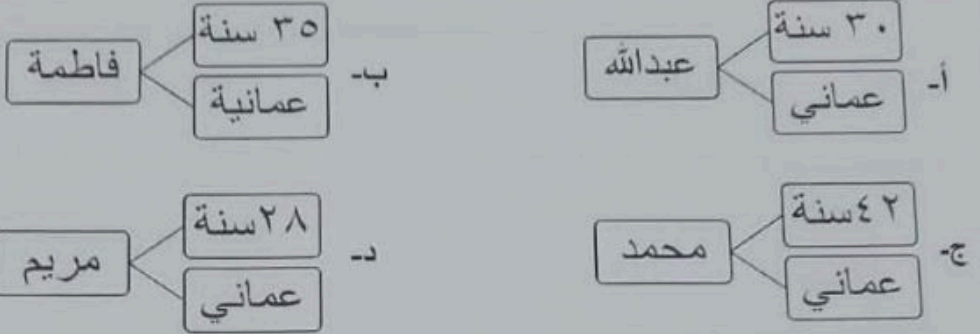 أ- ٣٠ سنة
عبدالله
عماني
ب- ٣٥ سنة
فاطمة
عمانية
ج- ٤٢سنة
محمد
عماني
د- ٢٨سنة
مريم
عماني